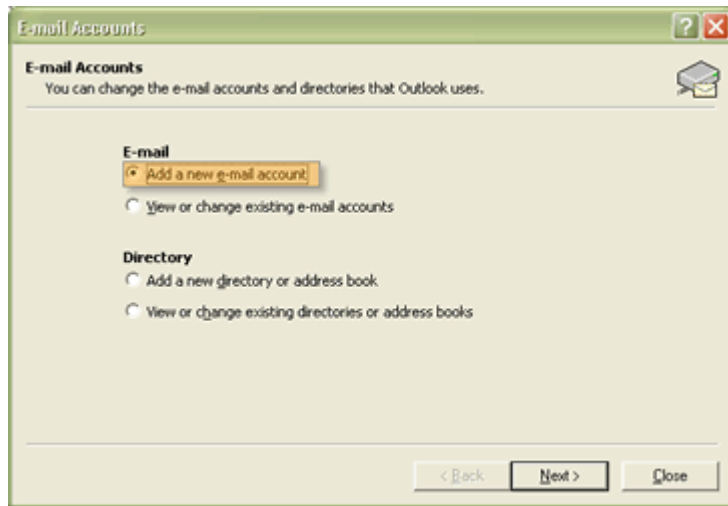 E-mail Accounts
E-mail Accounts
You can change the e-mail accounts and directories that Outlook uses.
E-mail
Add a new e-mail account
View or change existing e-mail accounts
Directory
Add a new directory or address book
View or change existing directories or address books
< Back Next > Close